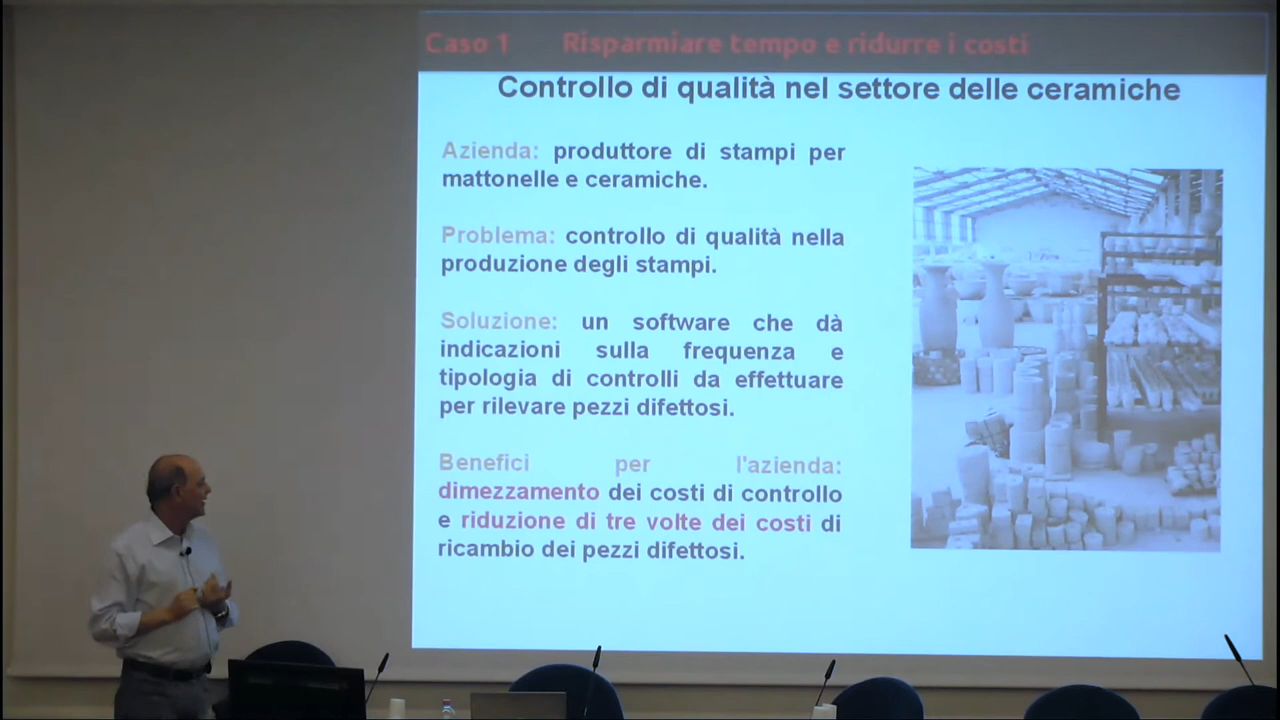 Caso 1 Risparmiare tempo e ridurre i costi
Controllo di qualità nel settore delle ceramiche
Azienda: produttore di stampi per
mattonelle e ceramiche.
Problema: controllo di qualità nella
produzione degli stampi.
Soluzione: un software che dà
indicazioni sulla frequenza e
tipologia di controlli da effettuare
per rilevare pezzi difettosi.
Benefici per l'azienda:
dimezzamento dei costi di controllo
e riduzione di tre volte dei costi di
ricambio dei pezzi difettosi.